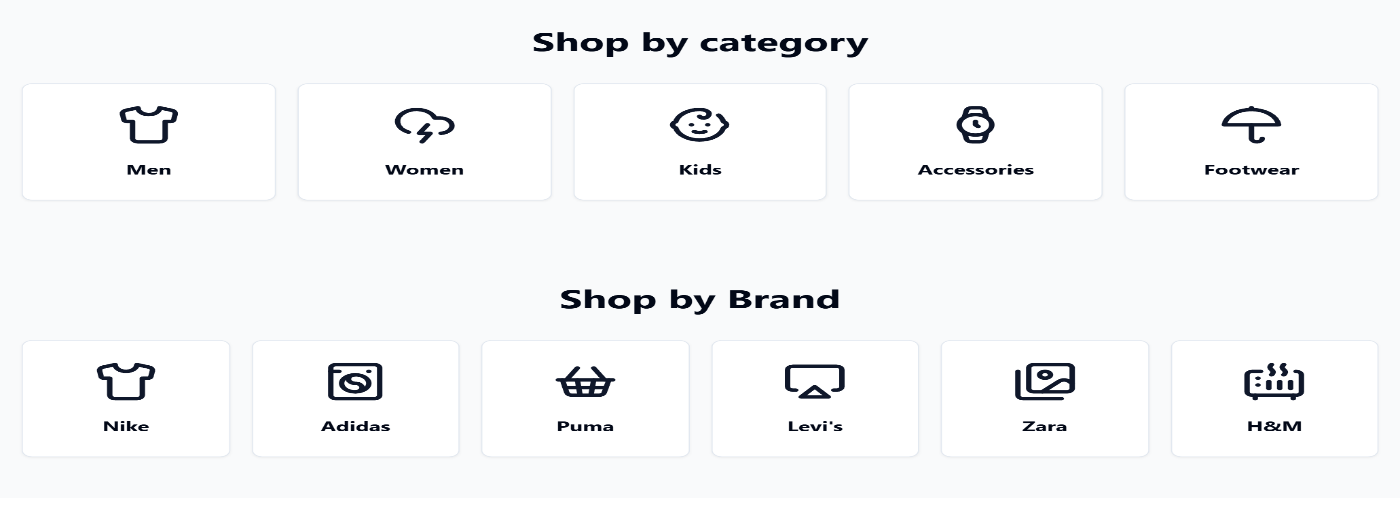 Shop by category
Men
Women
Kids
Accessories
Footwear
Shop by Brand
Nike
Adidas
Puma
Levi's
Zara
H&M